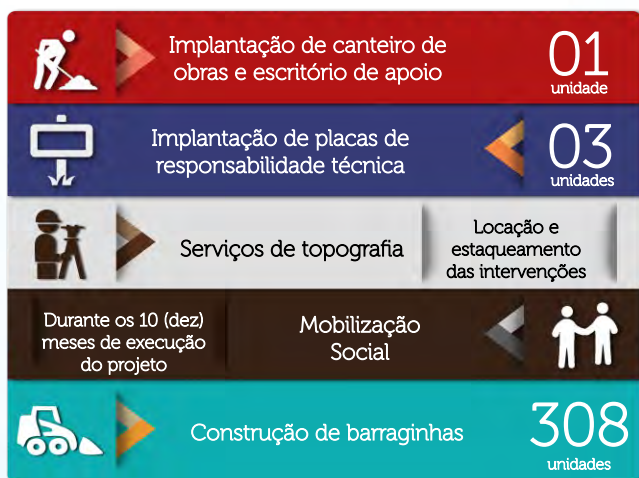 Implantação de canteiro de
obras e escritório de apoio
01
unidade
Implantação de placas de
responsabilidade técnica
03
unidades
Serviços de topografia
Locação e
estaqueamento
das intervenções
Durante os 10 (dez)
meses de execução
do projeto
Mobilização
Social
Construção de barraginhas
308
unidades